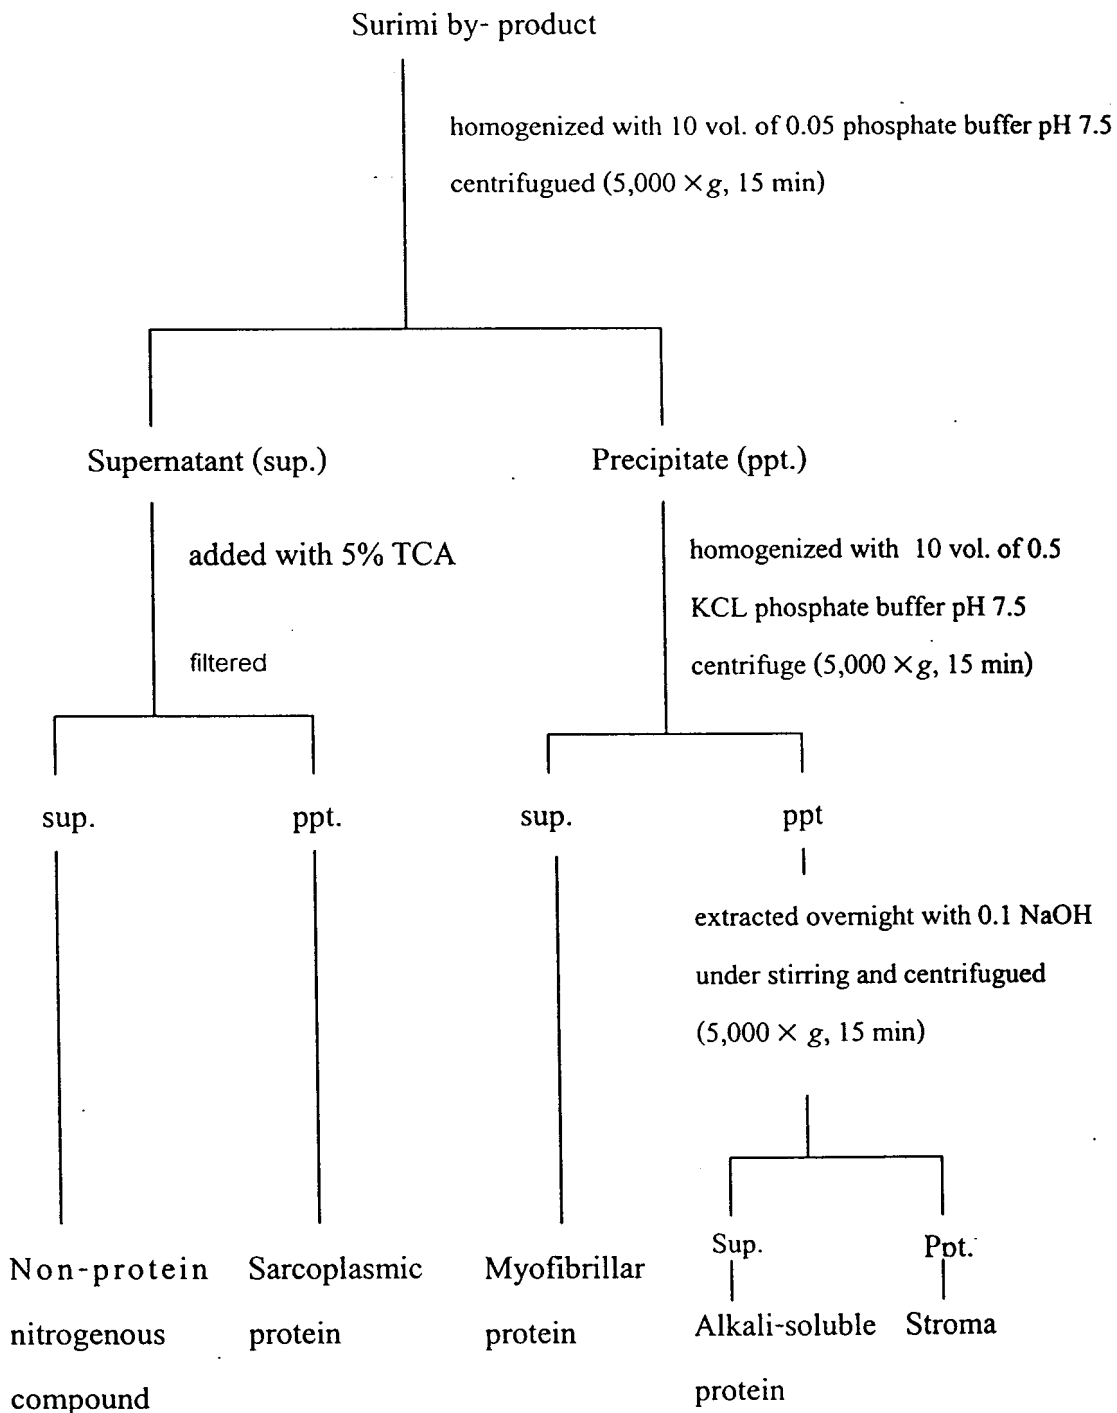 Surimi by- product
homogenized with 10 vol. of 0.05 phosphate buffer pH 7.5
centrifugued (5,000 ×g, 15 min)
Supernatant (sup.)
Precipitate (ppt.)
added with 5% TCA
filtered
homogenized with 10 vol. of 0.5
KCL phosphate buffer pH 7.5
centrifuge (5,000 ×g, 15 min)
sup.
ppt.
sup.
ppt
extracted overnight with 0.1 NaOH
under stirring and centrifugued
(5,000 × g, 15 min)
Sup.
Ppt.
Non-protein
nitrogenous
compound
Sarcoplasmic
protein
Myofibrillar
protein
Alkali-soluble
protein
Stroma